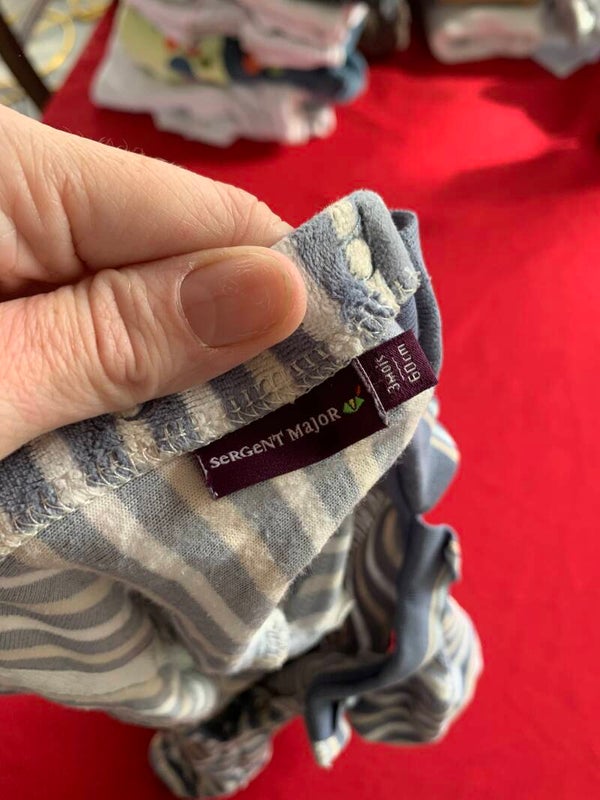 seRGeNT MaJoR
3Mois
60cm